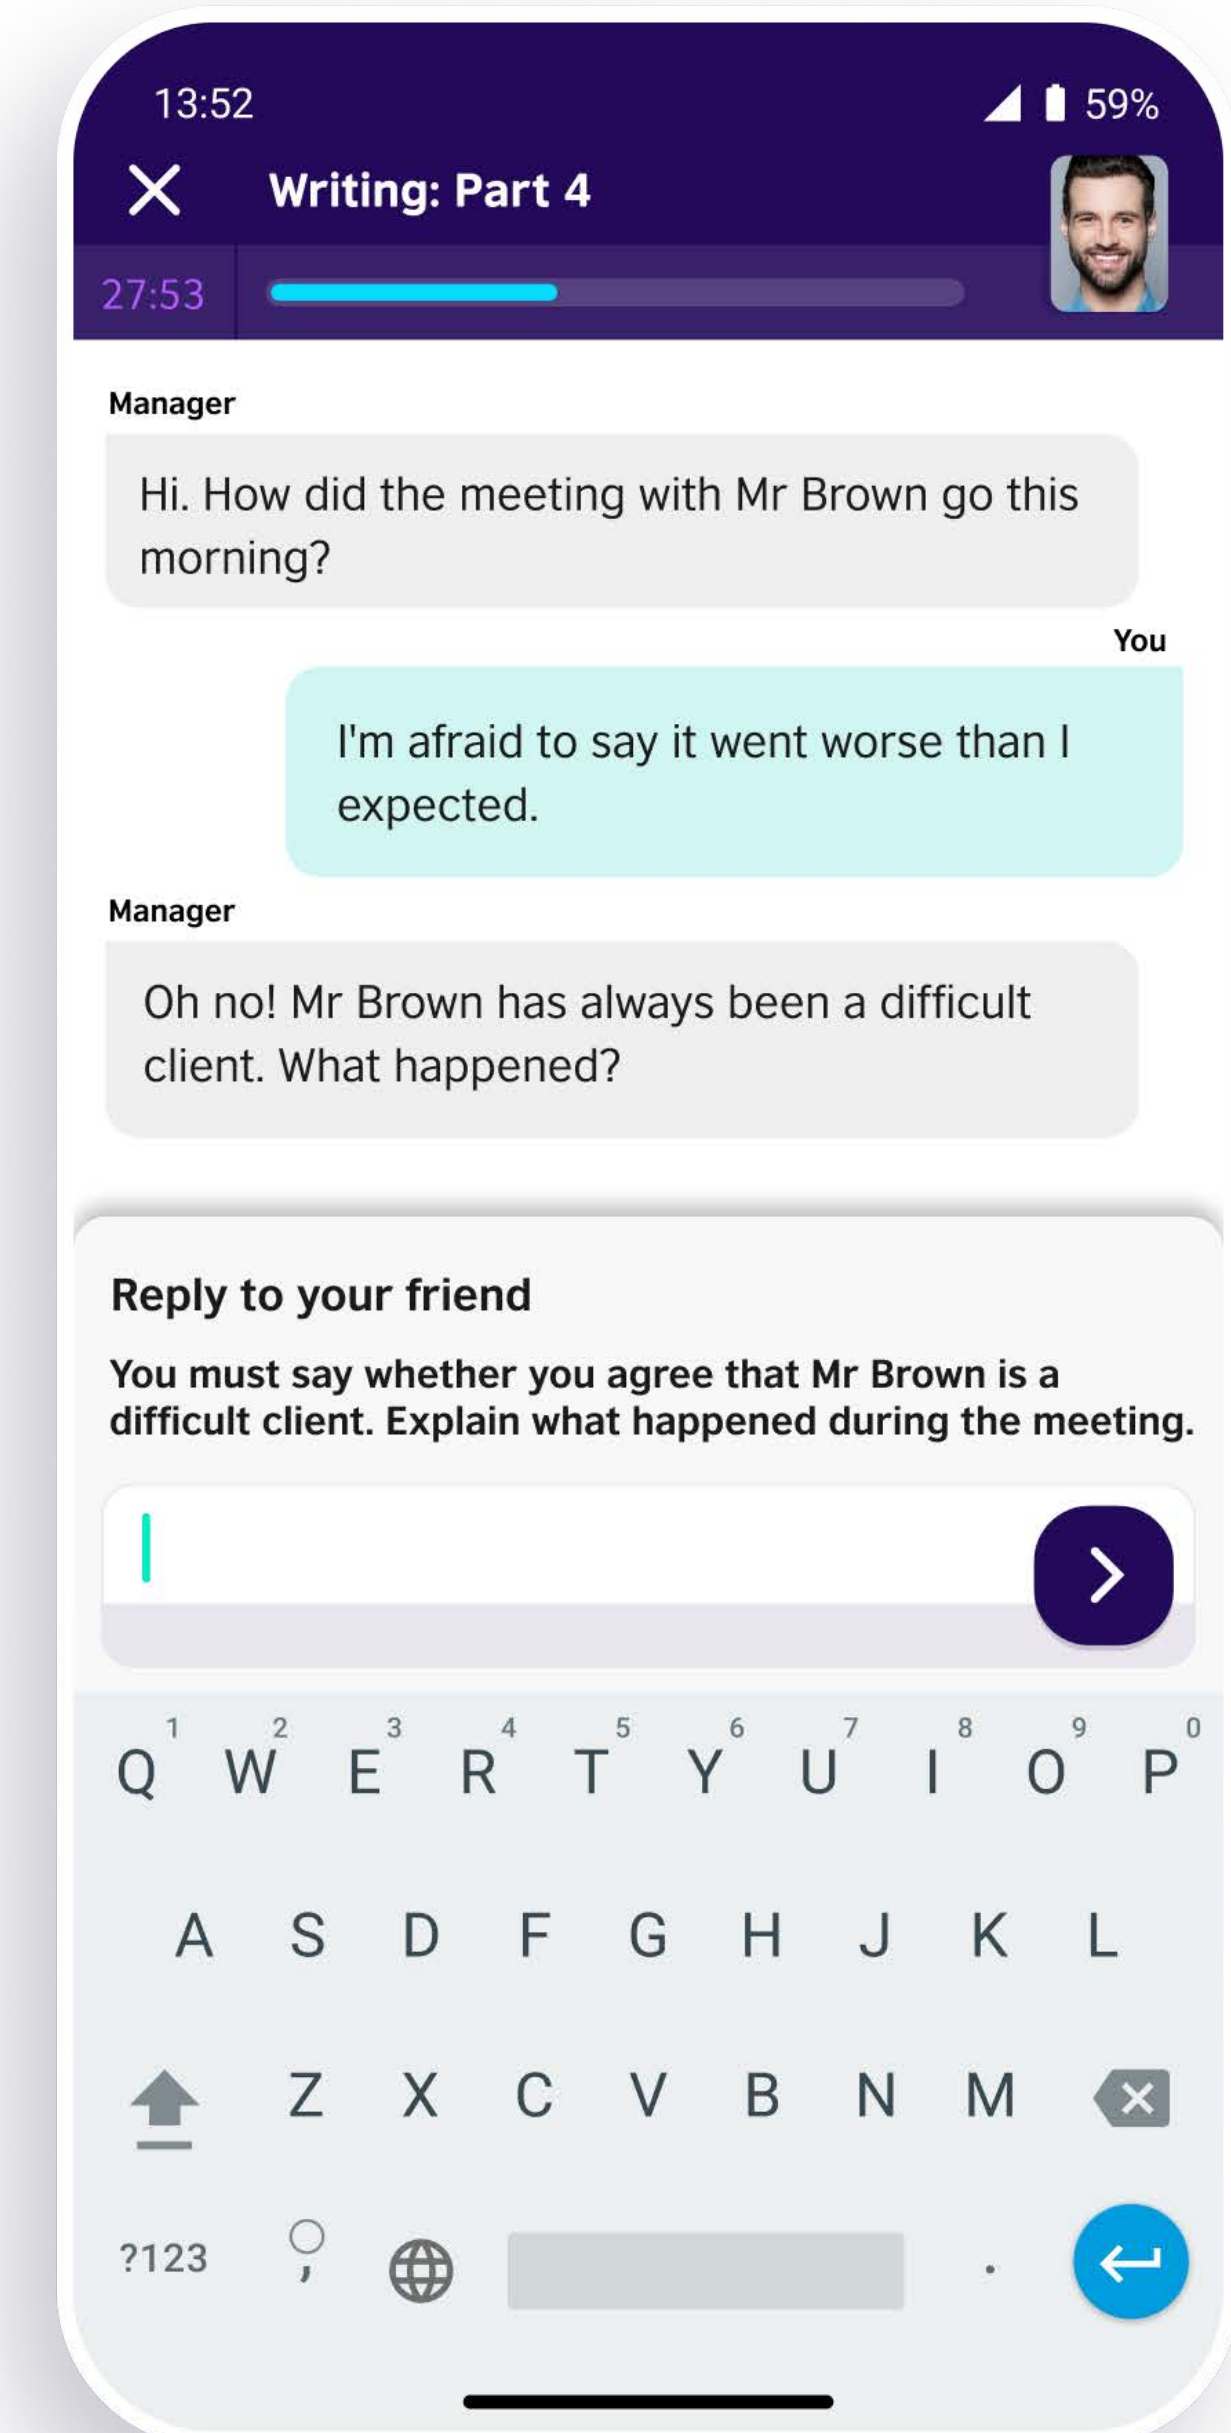 13:52 59%
Writing: Part 4
27:53
Manager
Hi. How did the meeting with Mr Brown go this
morning?
You
I'm afraid to say it went worse than I
expected.
Manager
Oh no! Mr Brown has always been a difficult
client. What happened?
Reply to your friend
You must say whether you agree that Mr Brown is a
difficult client. Explain what happened during the meeting.
1 2 3 4 5 6 7 8 9 0
Q W E R T Y U I O P
A S D F G H J K L
Z X C V B N M
?123 , .